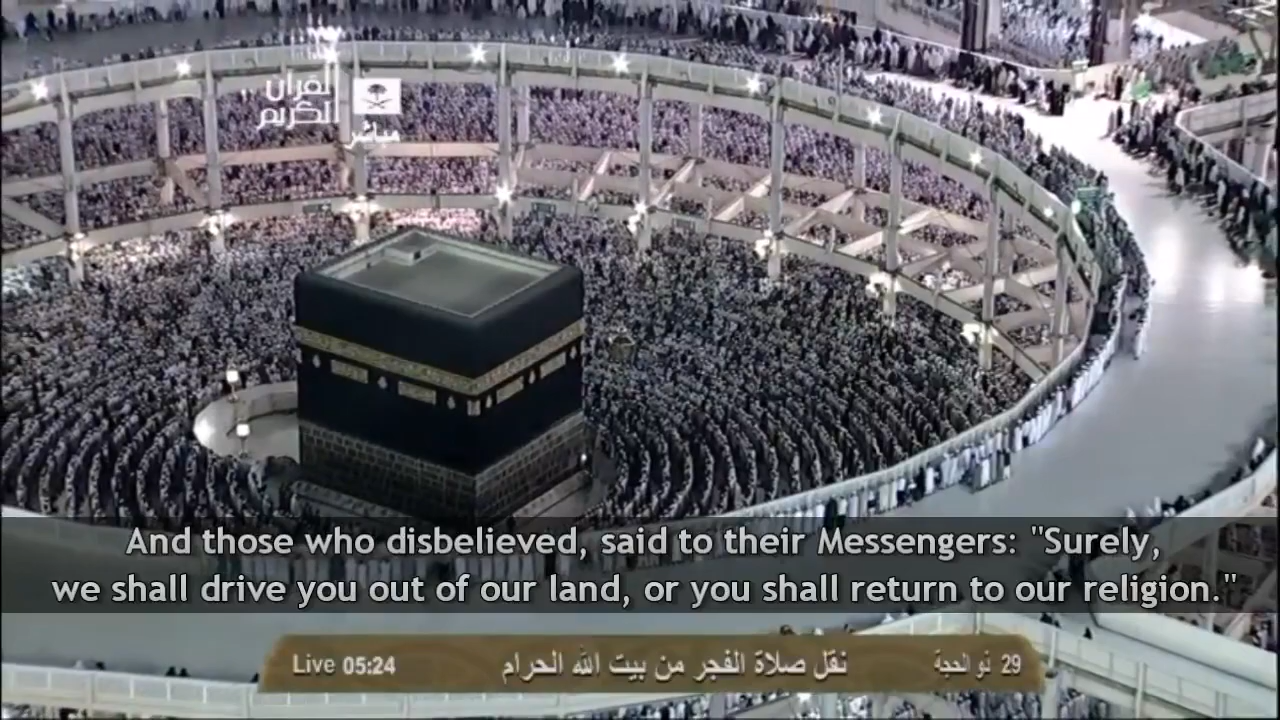 القرآن
الكريم
مباشر
And those who disbelieved, said to their Messengers: "Surely,
we shall drive you out of our land, or you shall return to our religion."
Live 05:24 نقل صلاة الفجر من بيت الله الحرام 29 ذو الحجة